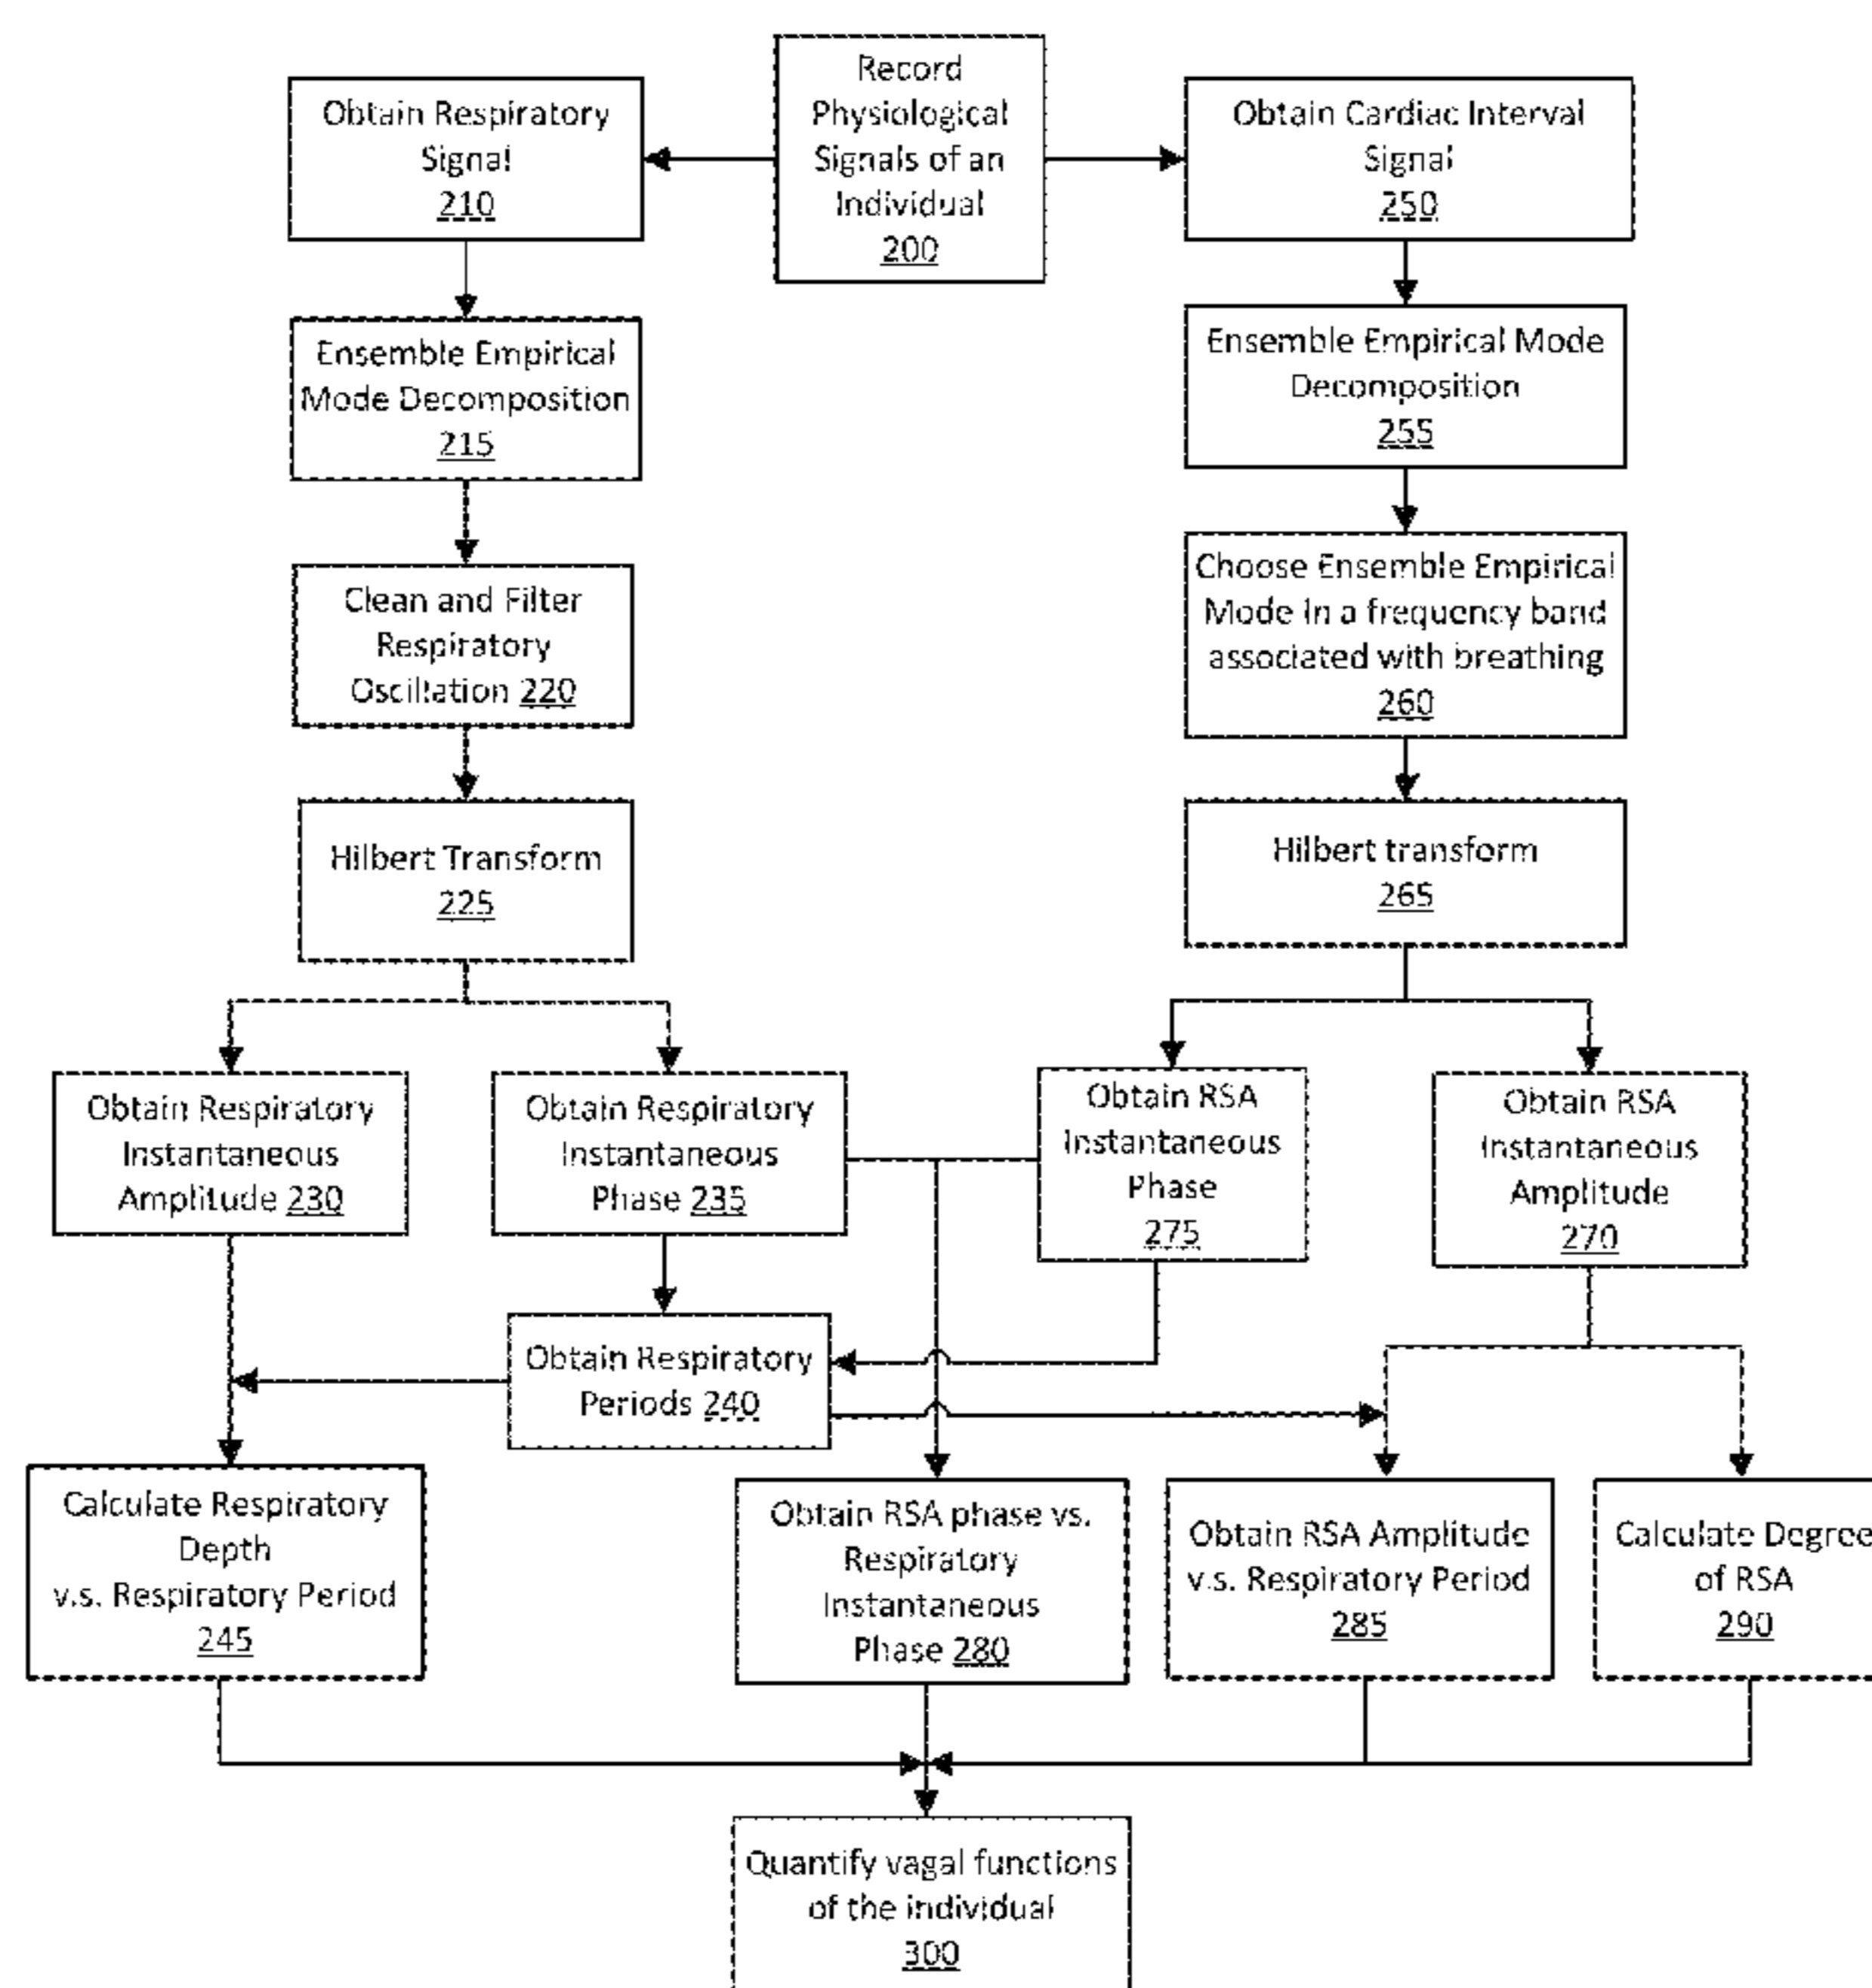 Record
Physiological
Signals of an
Individual
200
Obtain Respiratory
Signal
210
Obtain Cardiac Interval
Signal
250
Ensemble Empirical
Mode Decomposition
215
Ensemble Empirical Mode
Decomposition
255
Clean and Filter
Respiratory
Oscillation 220
Choose Ensemble Empirical
Mode in a frequency band
associated with breathing
260
Hilbert Transform
225
Hilbert transform
265
Obtain Respiratory
Instantaneous
Amplitude 230
Obtain Respiratory
Instantaneous
Phase 235
Obtain RSA
Instantaneous
Phase
275
Obtain RSA
Instantaneous
Amplitude
270
Obtain Respiratory
Periods 240
Calculate Respiratory
Depth
v.s. Respiratory Period
245
Obtain RSA phase vs.
Respiratory
Instantaneous
Phase 280
Obtain RSA Amplitude
v.s. Respiratory Period
285
Calculate Degree
of RSA
290
Quantify vagal functions
of the individual
300